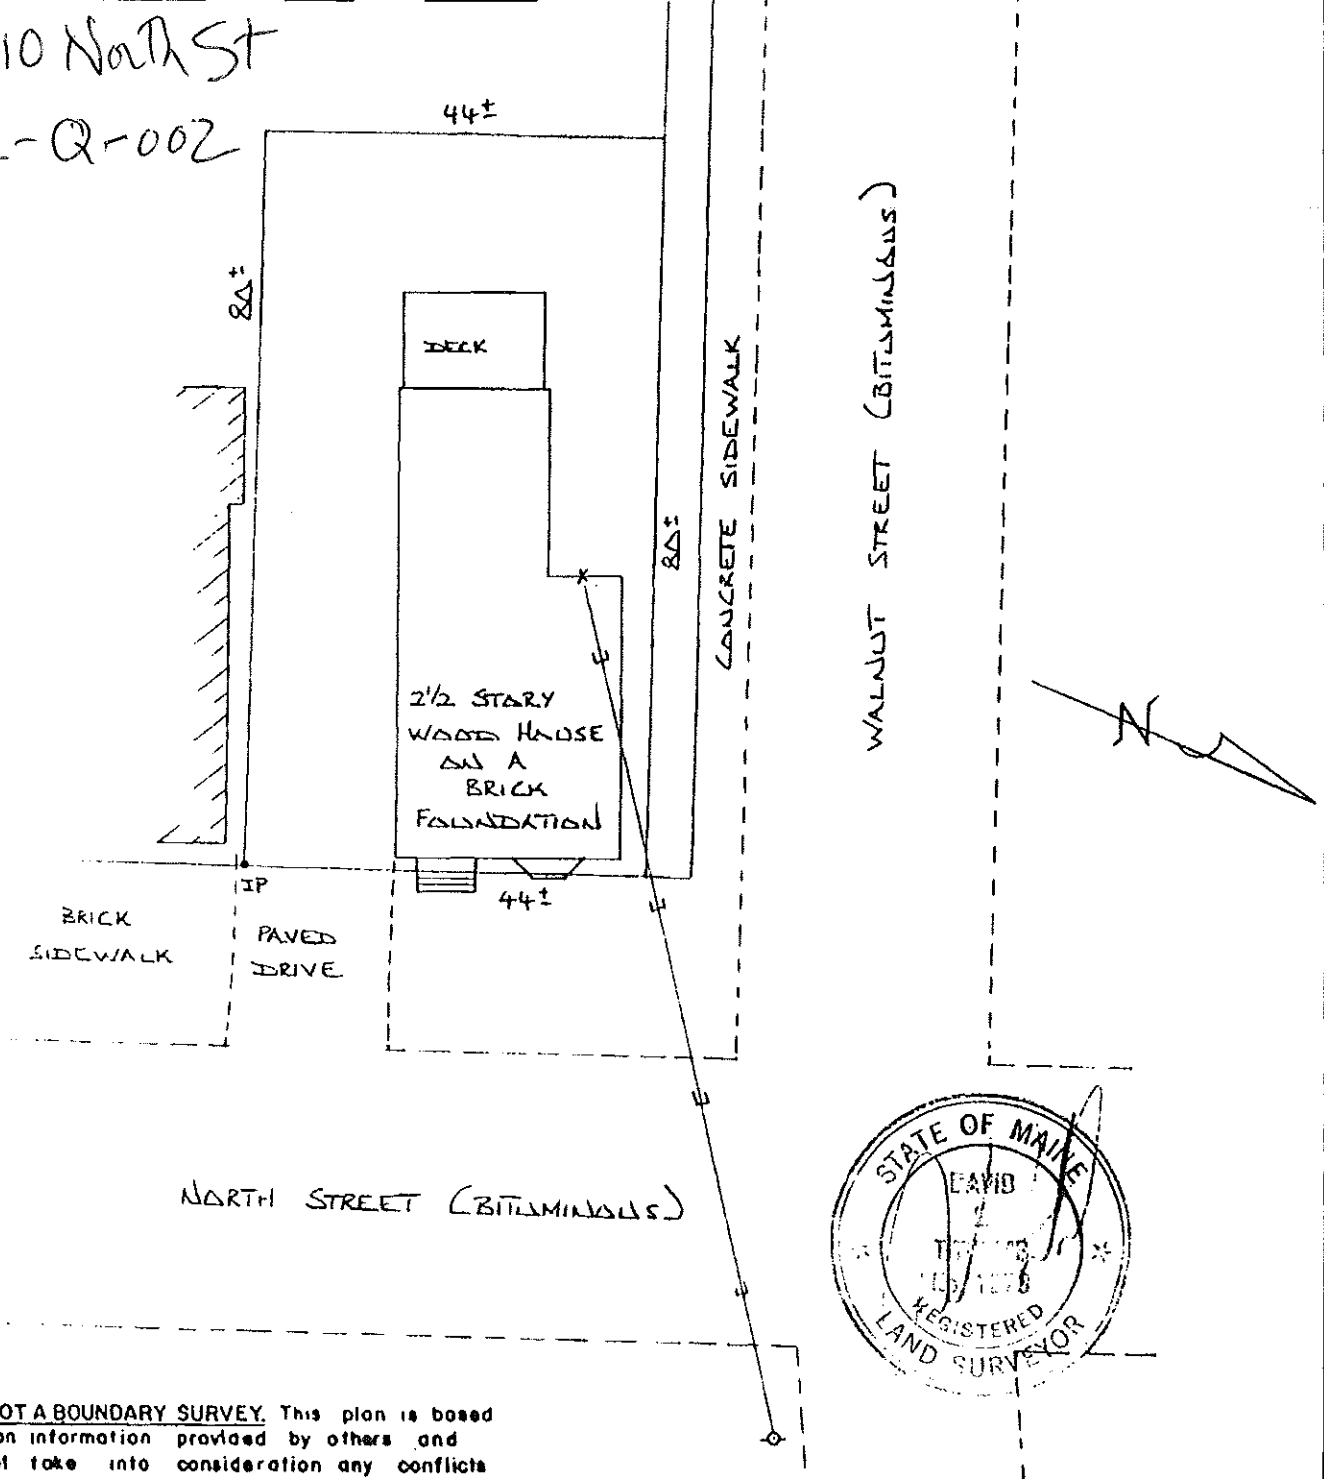 10 North St
-Q-002
44±
80±
DECK
CONCRETE SIDEWALK
80±
WALNUT STREET (BITUMINOUS)
N
2 1/2 STORY
WOOD HOUSE
ON A
BRICK
FOUNDATION
E
IP
44±
E
BRICK
SIDEWALK
PAVED
DRIVE
E
NORTH STREET (BITUMINOUS)
E
STATE OF MAINE
DAVID
REGISTERED
LAND SURVEYOR
OT A BOUNDARY SURVEY. This plan is based
on information provided by others and
take into consideration any conflicts